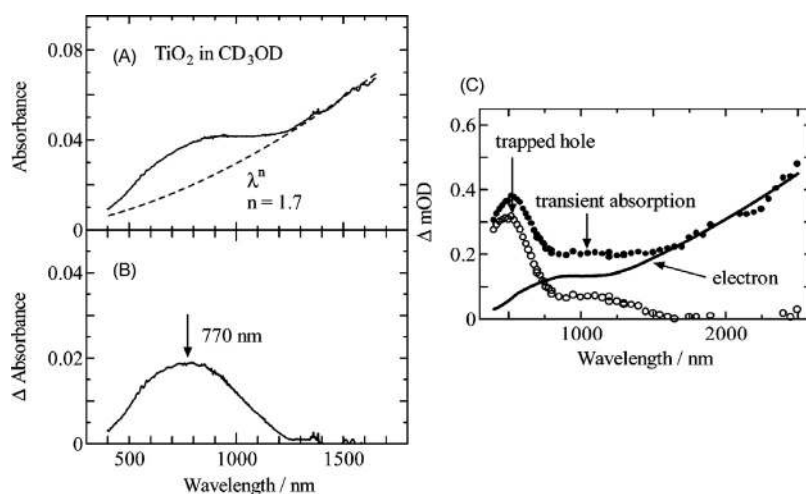 (A) TiO₂ in CD₃OD
0.08
0.04
0
Absorbance
λⁿ
n = 1.7
(B)
0.04
0.02
0
Δ Absorbance
770 nm
500 1000 1500
Wavelength / nm
(C)
0.6
0.4
0.2
0
Δ mOD
trapped hole
transient absorption
electron
1000 2000
Wavelength / nm